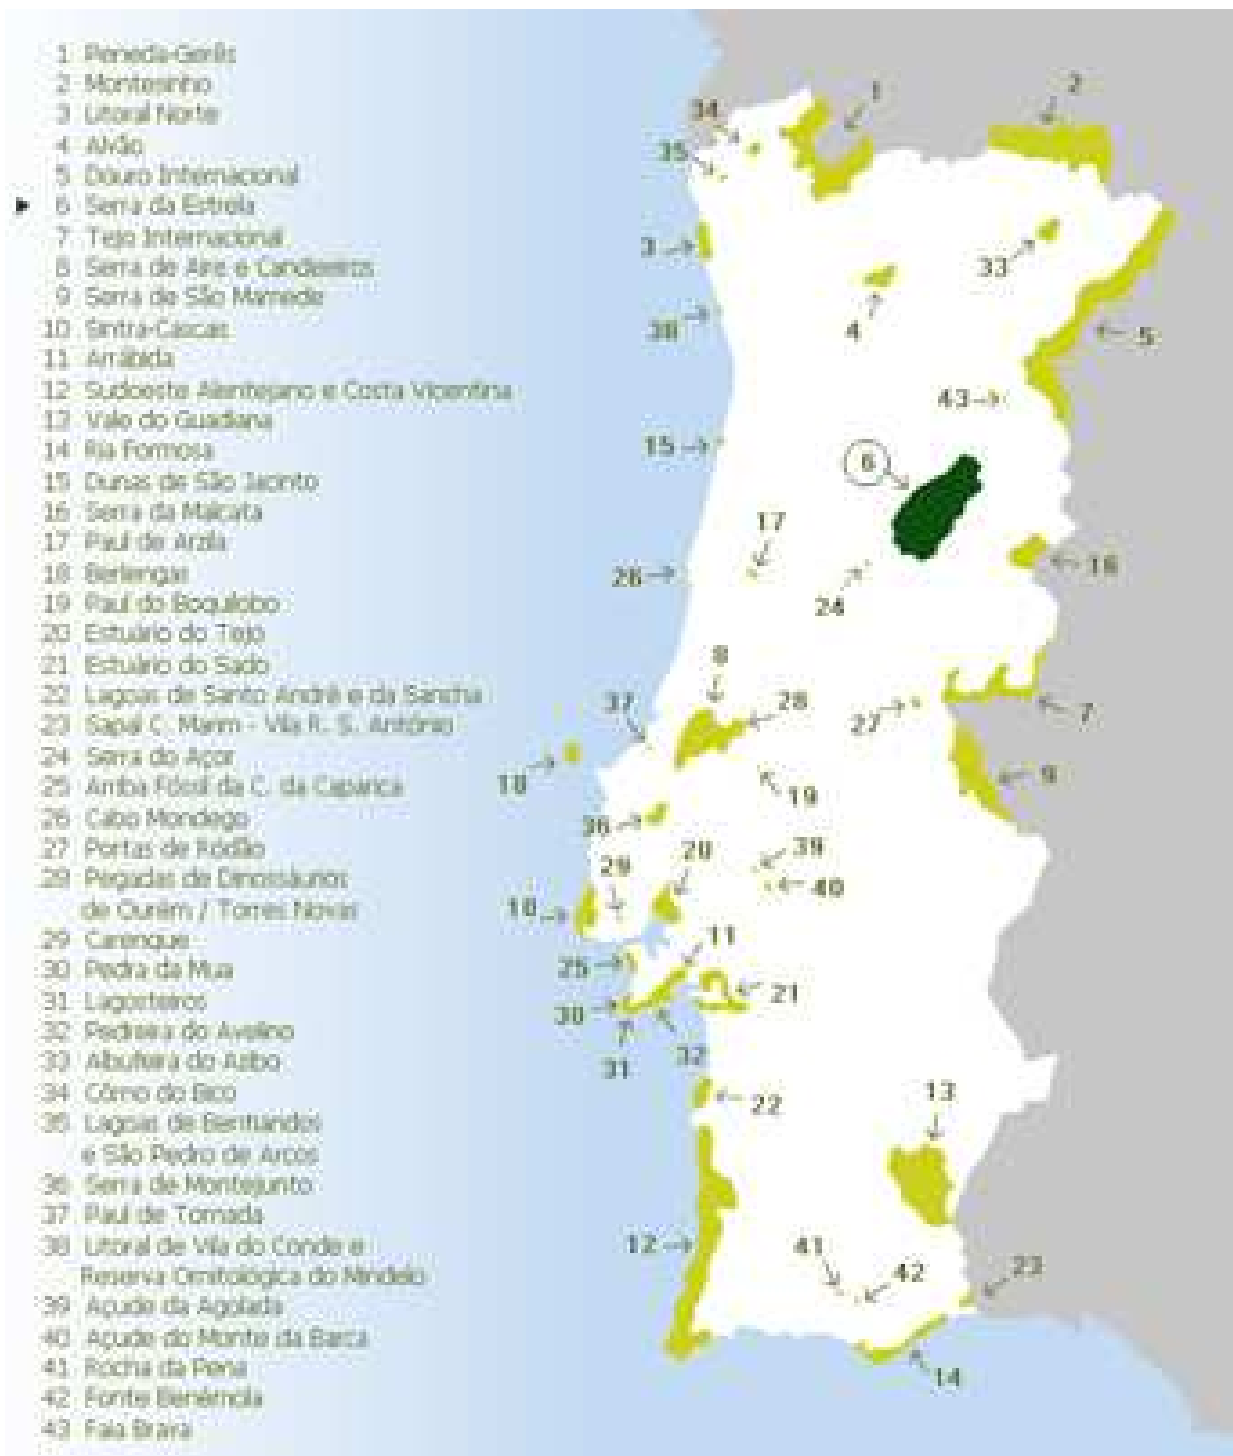 1 Peneda-Gerês
2 Montesinho
3 Litoral Norte
4 Alvão
5 Douro Internacional
6 Serra da Estrela
7 Tejo Internacional
8 Serra de Aire e Candeeiros
9 Serra de São Mamede
10 Sintra-Cascais
11 Arrábida
12 Sudoeste Alentejano e Costa Vicentina
13 Vale do Guadiana
14 Ria Formosa
15 Dunas de São Jacinto
16 Serra da Malcata
17 Paul de Arzila
18 Berlengas
19 Paul do Boquilobo
20 Estuário do Tejo
21 Estuário do Sado
22 Lagoas de Santo André e da Sancha
23 Sapal C. Marim - Vila R. S. António
24 Serra do Açor
25 Arriba Fóssil da C. da Caparica
26 Cabo Mondego
27 Portas de Ródão
28 Pegadas de Dinossáurios
de Ourém / Torres Novas
29 Carenque
30 Pedra da Mua
31 Lagosteiros
32 Pedreira do Avelino
33 Albufeira do Azibo
34 Côrno do Bico
35 Lagoas de Bertiandos
e São Pedro de Arcos
36 Serra de Montejunto
37 Paul de Tornada
38 Litoral de Vila do Conde e
Reserva Ornitológica do Mindelo
39 Açude da Agolada
40 Açude do Monte da Barca
41 Rocha da Pena
42 Fonte Benémola
43 Faia Brava
1
2
34
35
3
33
38
4
5
43
15
6
17
26
16
24
8
37
28
27
7
18
9
19
36
29
20
39
40
10
11
25
21
30
31
32
22
13
12
41
42
23
14